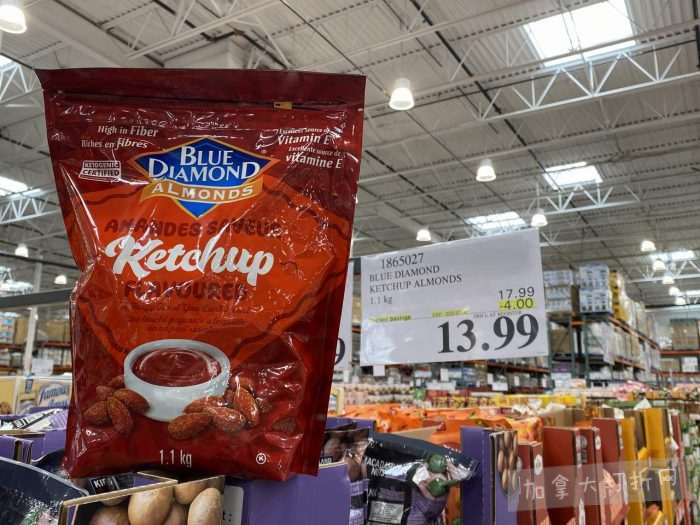 High in Fiber
Riches en fibres
KETOGENIC
CERTIFIED
Excellent source of
Vitamin E
Excellente source de
vitamine E
BLUE
DIAMOND
ALMONDS
AMANDES SAVEUR
Ketchup
FLAVOURED
1.1 kg
1865027
BLUE DIAMOND
KETCHUP ALMONDS
1.1 kg
17.99
-4.00
13.99
加拿大打折网